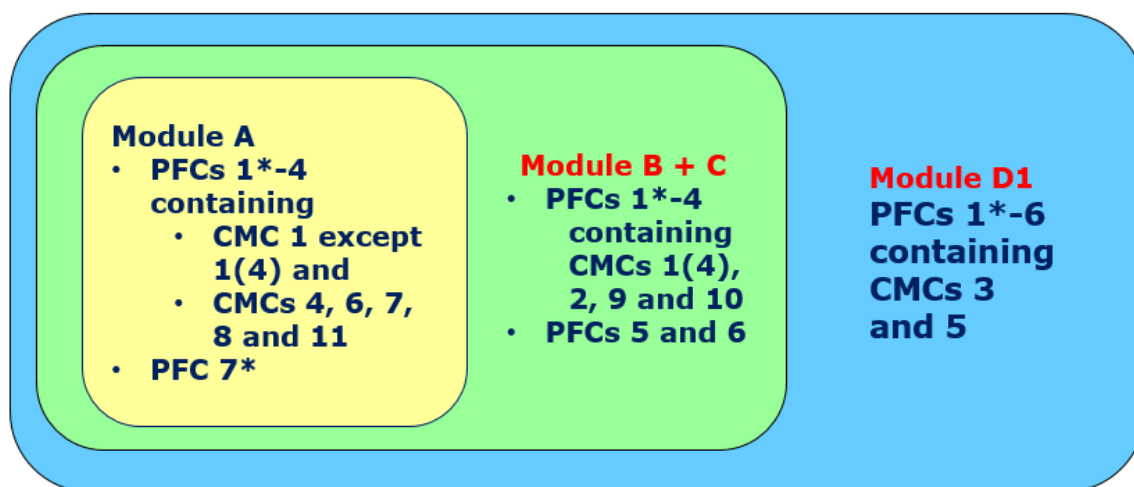 Module A
• PFCs 1*-4
containing
• CMC 1 except
1(4) and
• CMCs 4, 6, 7,
8 and 11
• PFC 7*
Module B + C
• PFCs 1*-4
containing
CMCs 1(4),
2, 9 and 10
• PFCs 5 and 6
Module D1
PFCs 1*-6
containing
CMCs 3
and 5